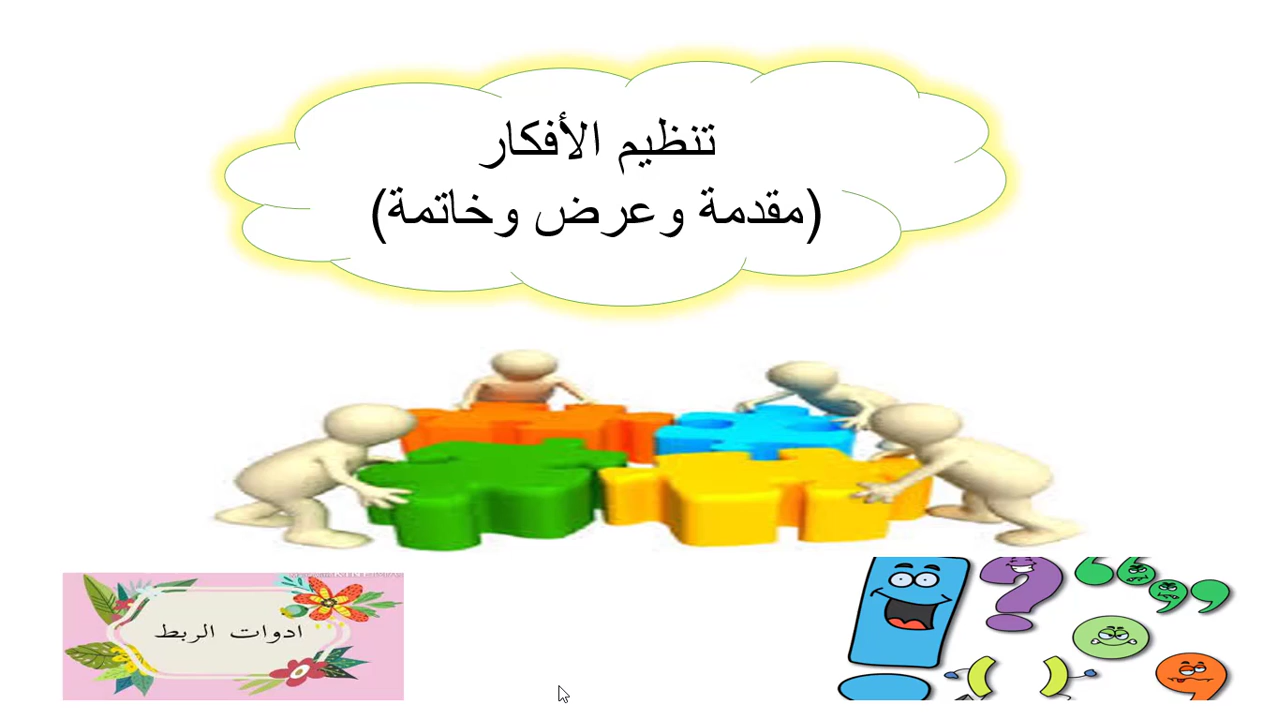 تنظيم الأفكار
(مقدمة وعرض وخاتمة)
ادوات الربط